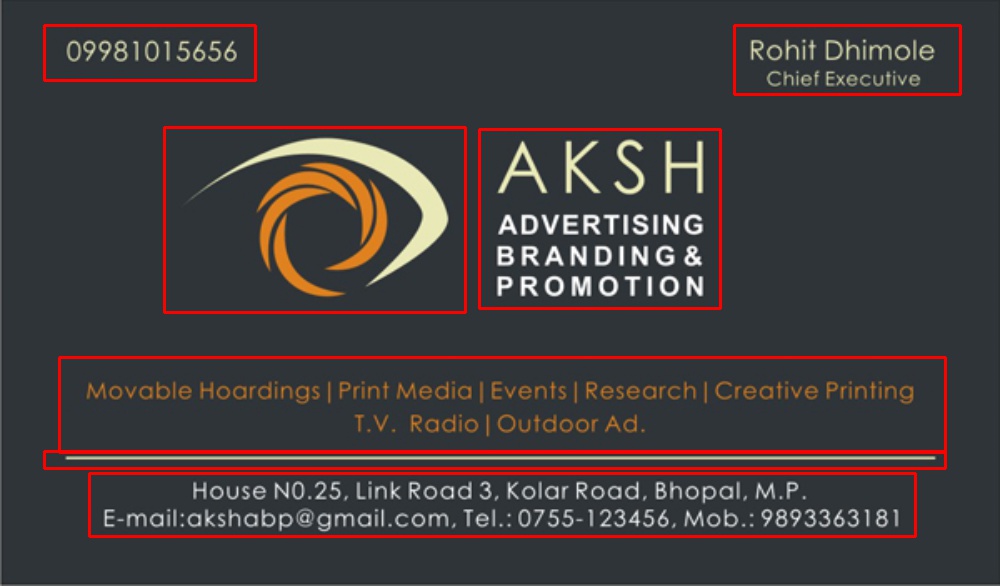 09981015656
Rohit Dhimole
Chief Executive
AKSH
ADVERTISING
BRANDING &
PROMOTION
Movable Hoardings|Print Media|Events|Research|Creative Printing
T.V. Radio|Outdoor Ad.
House N0.25, Link Road 3, Kolar Road, Bhopal, M.P.
E-mail:akshabp@gmail.com, Tel.: 0755-123456, Mob.: 9893363181